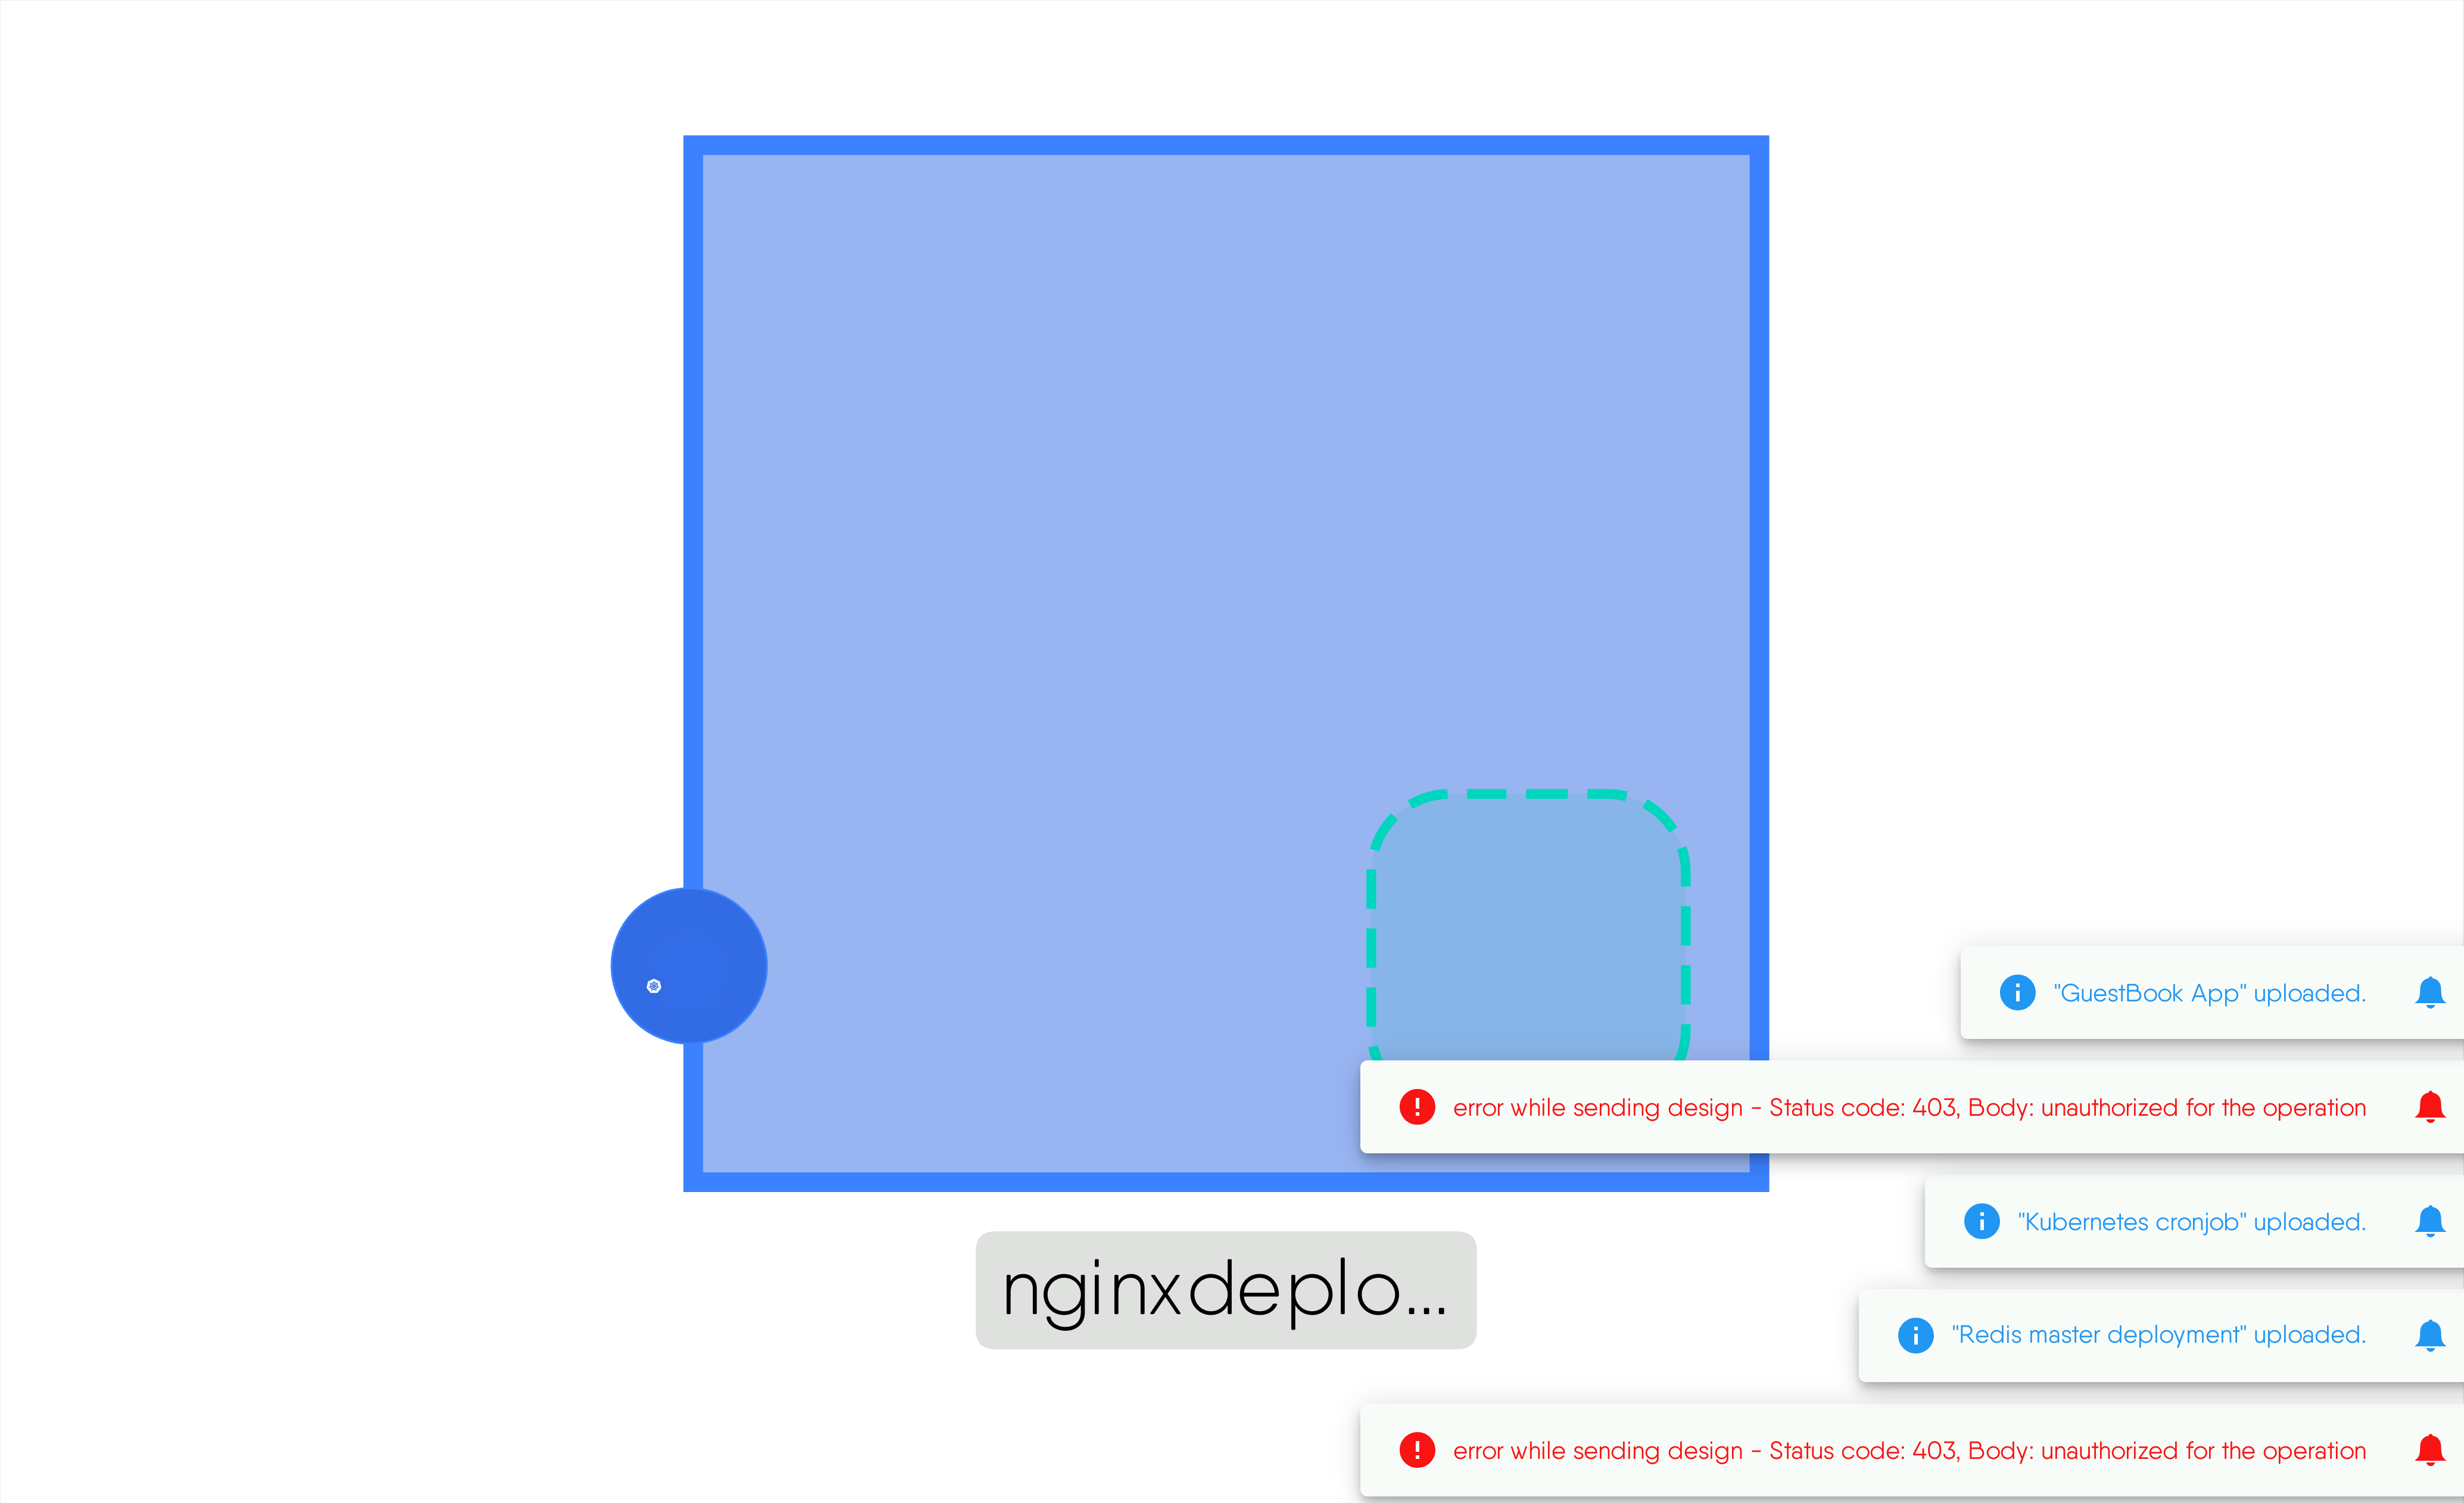 "GuestBook App" uploaded.
error while sending design - Status code: 403, Body: unauthorized for the operation
"Kubernetes cronjob" uploaded.
nginxdeplo...
"Redis master deployment" uploaded.
error while sending design - Status code: 403, Body: unauthorized for the operation